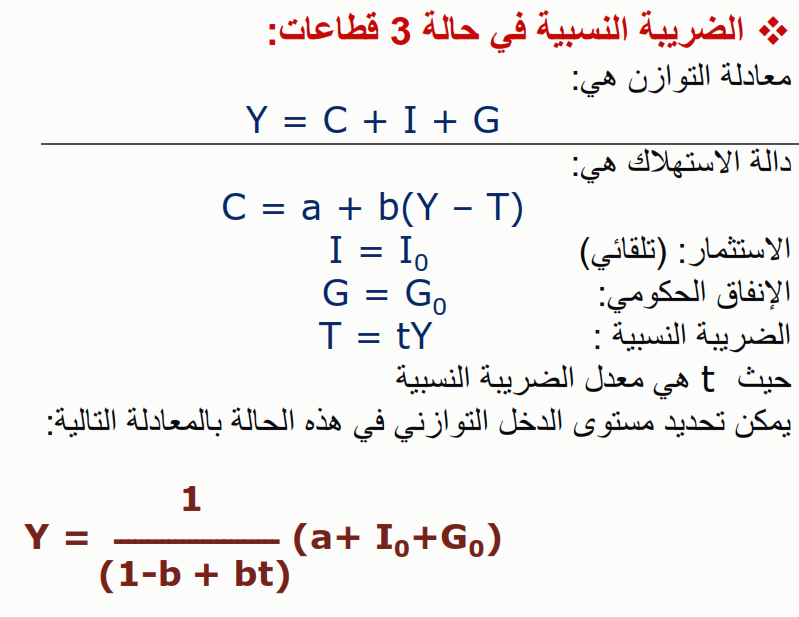 ❖ الضريبة النسبية في حالة 3 قطاعات:
معادلة التوازن هي:
Y = C + I + G
دالة الاستهلاك هي:
C = a + b(Y – T)
الاستثمار: (تلقائي) I = I₀
الإنفاق الحكومي: G = G₀
الضريبة النسبية : T = tY
حيث t هي معدل الضريبة النسبية
يمكن تحديد مستوى الدخل التوازني في هذه الحالة بالمعادلة التالية:
1
Y = ــــــــــــــــ (a+ I₀+G₀)
(1-b + bt)